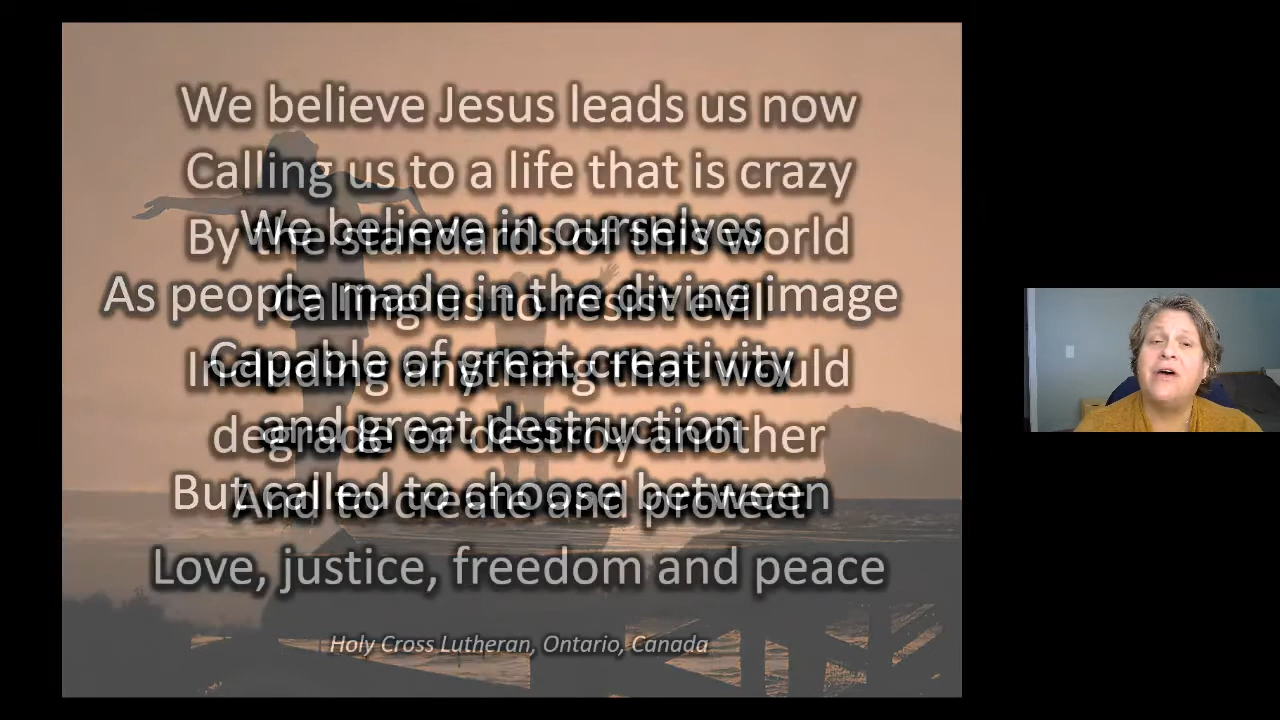 We believe Jesus leads us now
Calling us to a life that is crazy
We believe in ourselves
By the standards of this world
As people made in the divine image
Calling us to resist evil
Capable of great creativity
Including anything that would
and great destruction
degrade or destroy another
But called to choose between
And to create and protect
Love, justice, freedom and peace
Holy Cross Lutheran, Ontario, Canada